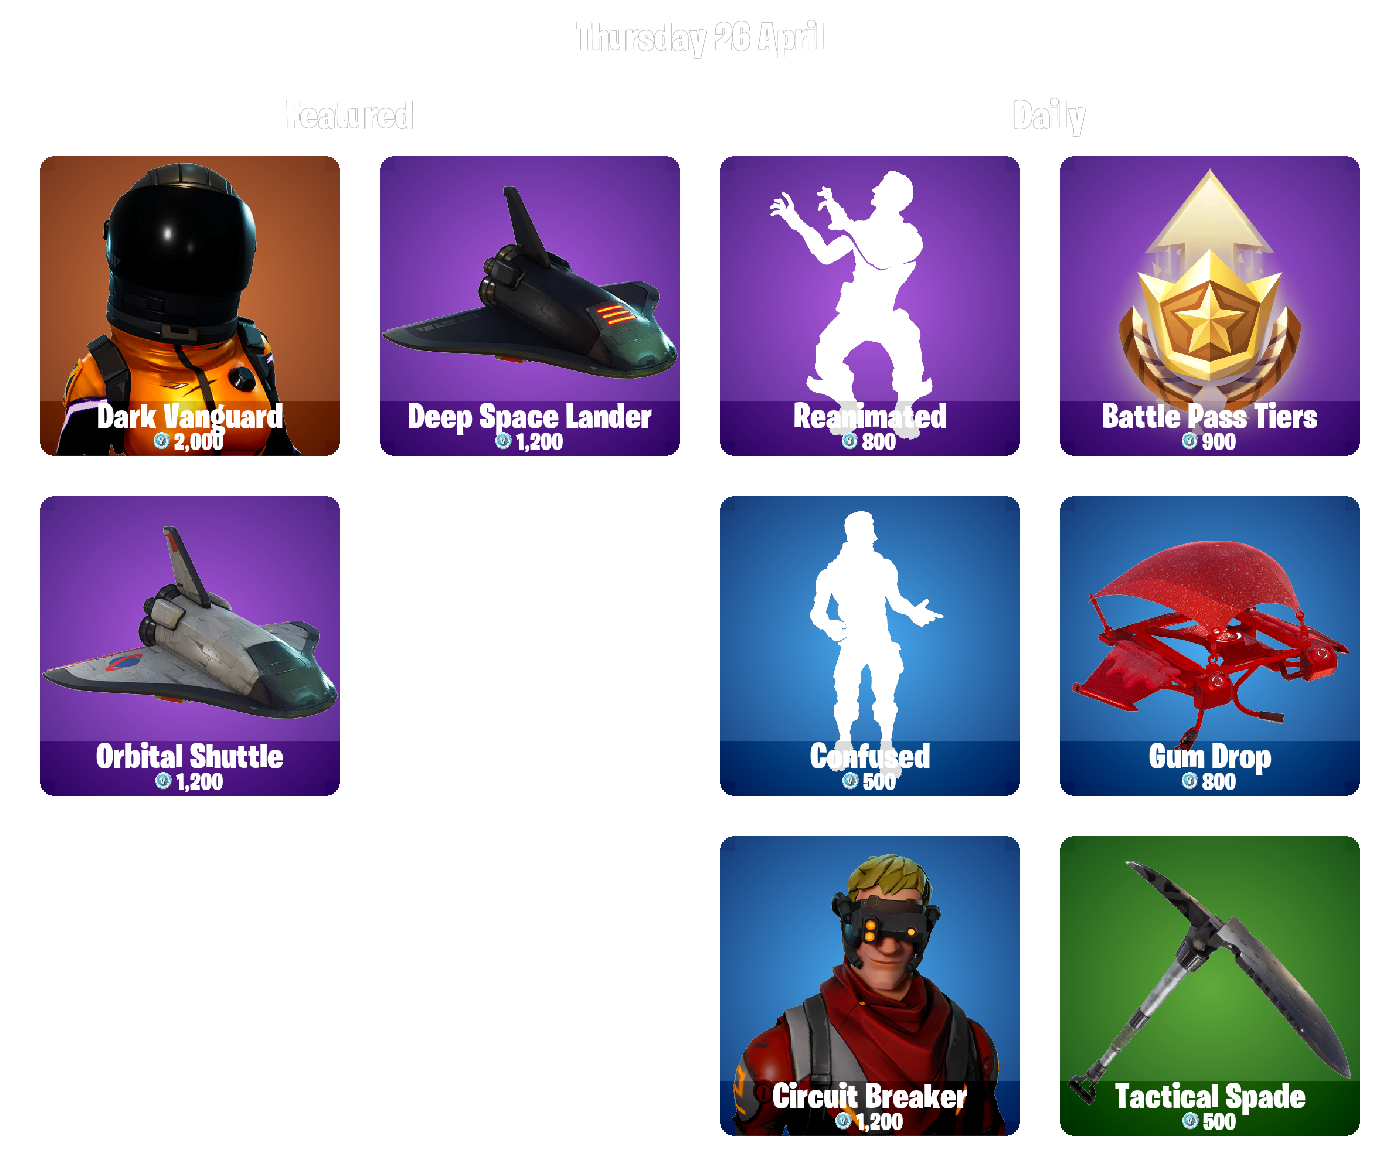 Thursday 26 April
Featured
Daily
Dark Vanguard
2,000
Deep Space Lander
1,200
Reanimated
800
Battle Pass Tiers
900
Orbital Shuttle
1,200
Confused
500
Gum Drop
800
Circuit Breaker
1,200
Tactical Spade
500